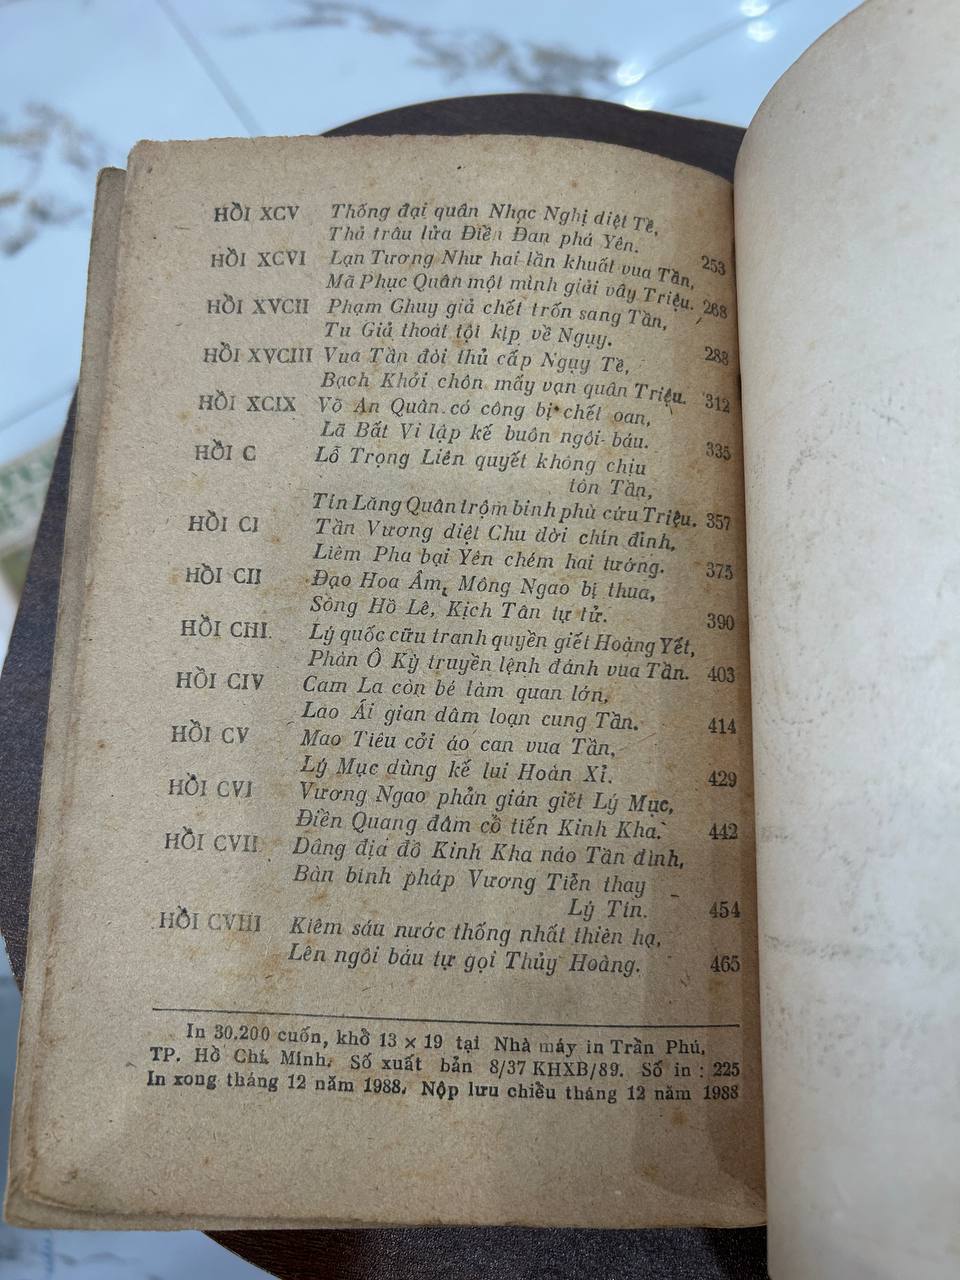 HỒI XCV Thống đại quân Nhạc Nghị diệt Tề,
Thả trâu lửa Điền Đan phá Yên. 253
HỒI XCVI Lạn Tương Như hai lần khuất vua Tần,
Mã Phục Quân một mình giải vây Triệu. 268
HỒI XVCII Phạm Ghuy giả chết trốn sang Tần,
Tu Giả thoát tội kịp về Ngụy. 288
HỒI XVCIII Vua Tần đòi thủ cấp Ngụy Tề,
Bạch Khởi chôn mấy vạn quân Triệu. 312
HỒI XCIX Võ An Quân có công bị chết oan,
Lã Bất Vi lập kế buôn ngôi báu. 335
HỒI C Lỗ Trọng Liên quyết không chịu
tôn Tần,
Tín Lăng Quân trộm binh phù cứu Triệu. 357
HỒI CI Tần Vương diệt Chu dời chín đỉnh,
Liêm Pha bại Yên chém hai tướng. 375
HỒI CII Đạo Hoa Âm, Mông Ngao bị thua,
Sông Hồ Lê, Kịch Tân tự tử. 390
HỒI CHI Lý quốc cữu tranh quyền giết Hoàng Yết,
Phàn Ô Kỳ truyền lệnh đánh vua Tần. 403
HỒI CIV Cam La còn bé làm quan lớn,
Lao Ái gian dâm loạn cung Tần. 414
HỒI CV Mao Tiêu cởi áo can vua Tần,
Lý Mục dùng kế lui Hoàn Xỉ. 429
HỒI CVI Vương Ngao phản gián giết Lý Mục,
Điền Quang đâm cổ tiến Kinh Kha. 442
HỒI CVII Dâng địa đồ Kinh Kha náo Tần đình,
Bàn binh pháp Vương Tiễn thay
Lý Tín. 454
HỒI CVIII Kiêm sáu nước thống nhất thiên hạ,
Lên ngôi báu tự gọi Thủy Hoàng. 465
In 30.200 cuốn, khổ 13 × 19 tại Nhà máy in Trần Phú,
TP. Hồ Chí Minh. Số xuất bản 8/37 KHXB/89. Số in : 225
In xong tháng 12 năm 1988. Nộp lưu chiều tháng 12 năm 1988